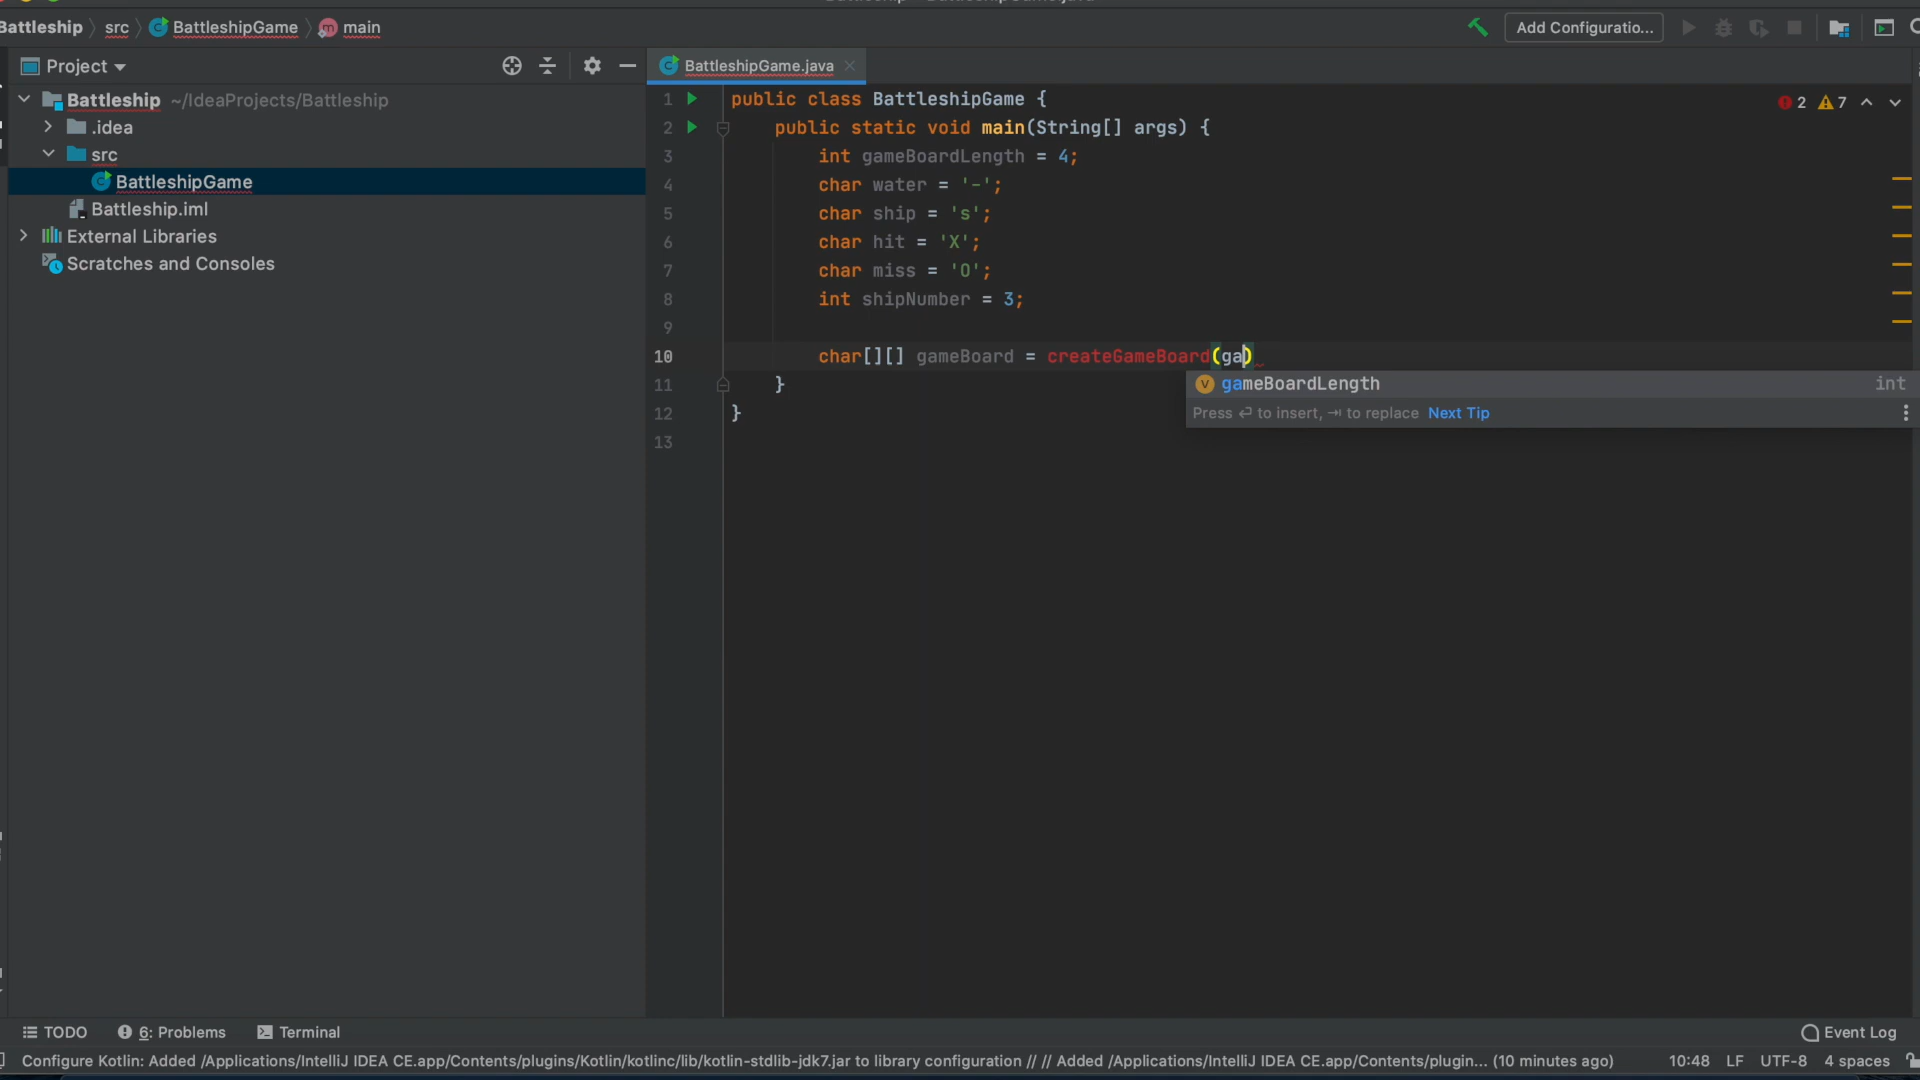 Battleship src BattleshipGame main Add Configuratio...
Project BattleshipGame.java
Battleship ~/IdeaProjects/Battleship
.idea
src
BattleshipGame
Battleship.iml
External Libraries
Scratches and Consoles
1 public class BattleshipGame { 2 7
2 public static void main(String[] args) {
3 int gameBoardLength = 4;
4 char water = '-';
5 char ship = 's';
6 char hit = 'X';
7 char miss = 'O';
8 int shipNumber = 3;
9
10 char[][] gameBoard = createGameBoard(ga)
gameBoardLength int
11 }
Press ↵ to insert, ⇥ to replace Next Tip
12 }
13
TODO 6: Problems Terminal Event Log
Configure Kotlin: Added /Applications/IntelliJ IDEA CE.app/Contents/plugins/Kotlin/kotlinc/lib/kotlin-stdlib-jdk7.jar to library configuration // // Added /Applications/IntelliJ IDEA CE.app/Contents/plugin... (10 minutes ago) 10:48 LF UTF-8 4 spaces